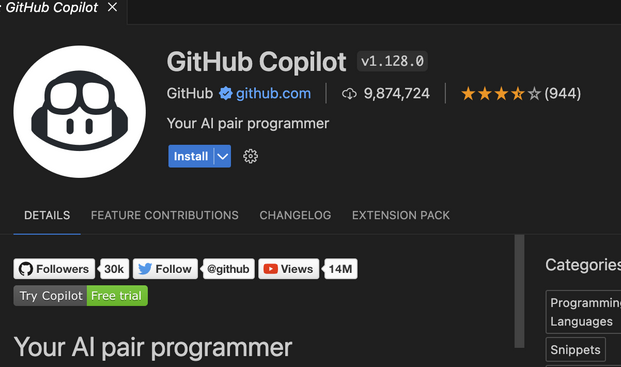 : GitHub Copilot
GitHub Copilot v1.128.0
GitHub github.com 9,874,724 (944)
Your AI pair programmer
Install
DETAILS FEATURE CONTRIBUTIONS CHANGELOG EXTENSION PACK
Followers 30k Follow @github Views 14M
Try Copilot Free trial
Your AI pair programmer
Categories
Programming
Languages
Snippets